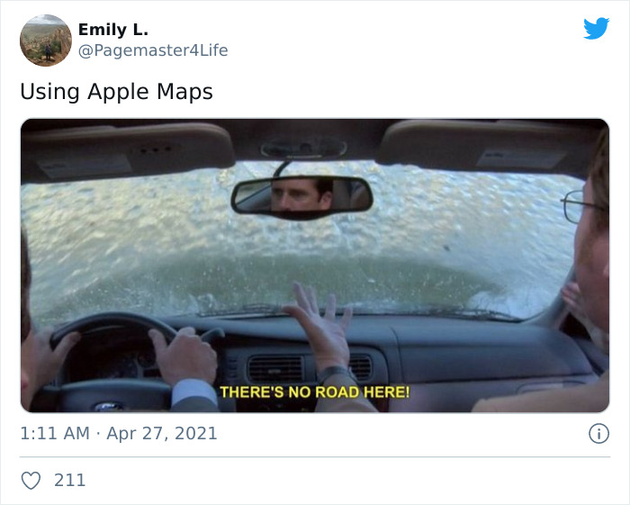 Emily L.
@Pagemaster4Life
Using Apple Maps
THERE'S NO ROAD HERE!
1:11 AM · Apr 27, 2021
211